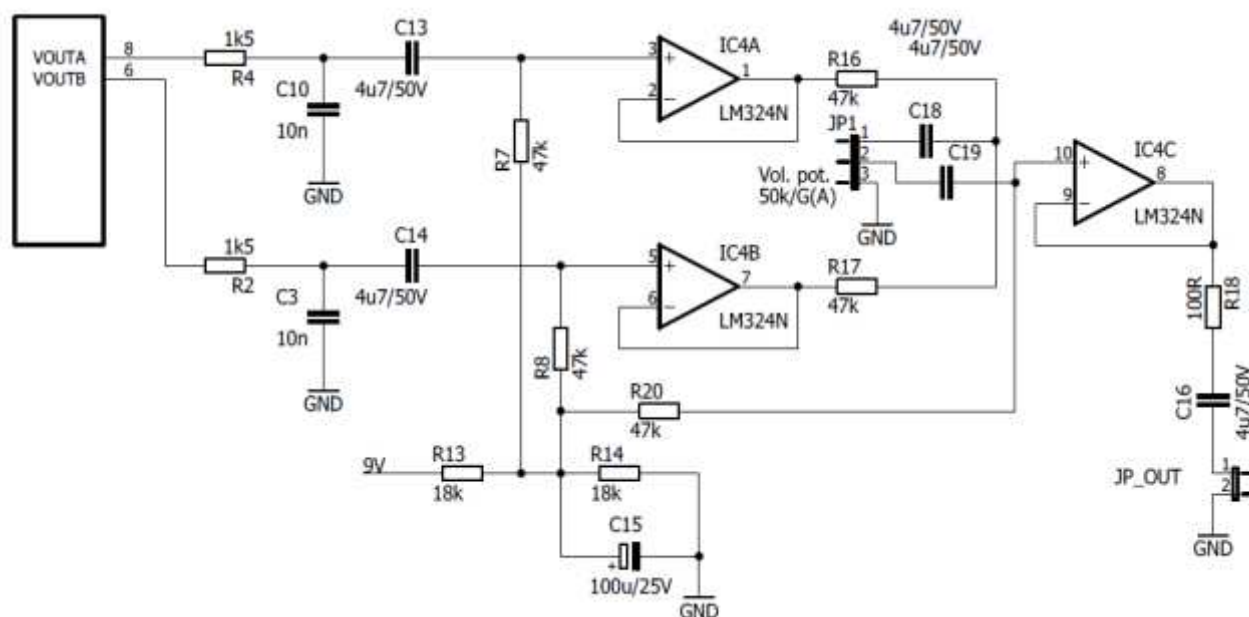 VOUTA 8
VOUTB 6
1k5
R4
C10
10n
GND
C13
4u7/50V
R7
47k
3
2
+
−
1
IC4A
LM324N
4u7/50V
4u7/50V
R16
47k
JP1
1
2
3
C18
C19
Vol. pot.
50k/G(A)
GND
10
9
+
−
8
IC4C
LM324N
1k5
R2
C3
10n
GND
C14
4u7/50V
R8
47k
5
6
+
−
7
IC4B
LM324N
R17
47k
100R
R18
C16
4u7/50V
R20
47k
9V
R13
18k
R14
18k
C15
+
100u/25V
GND
JP_OUT
1
2
GND